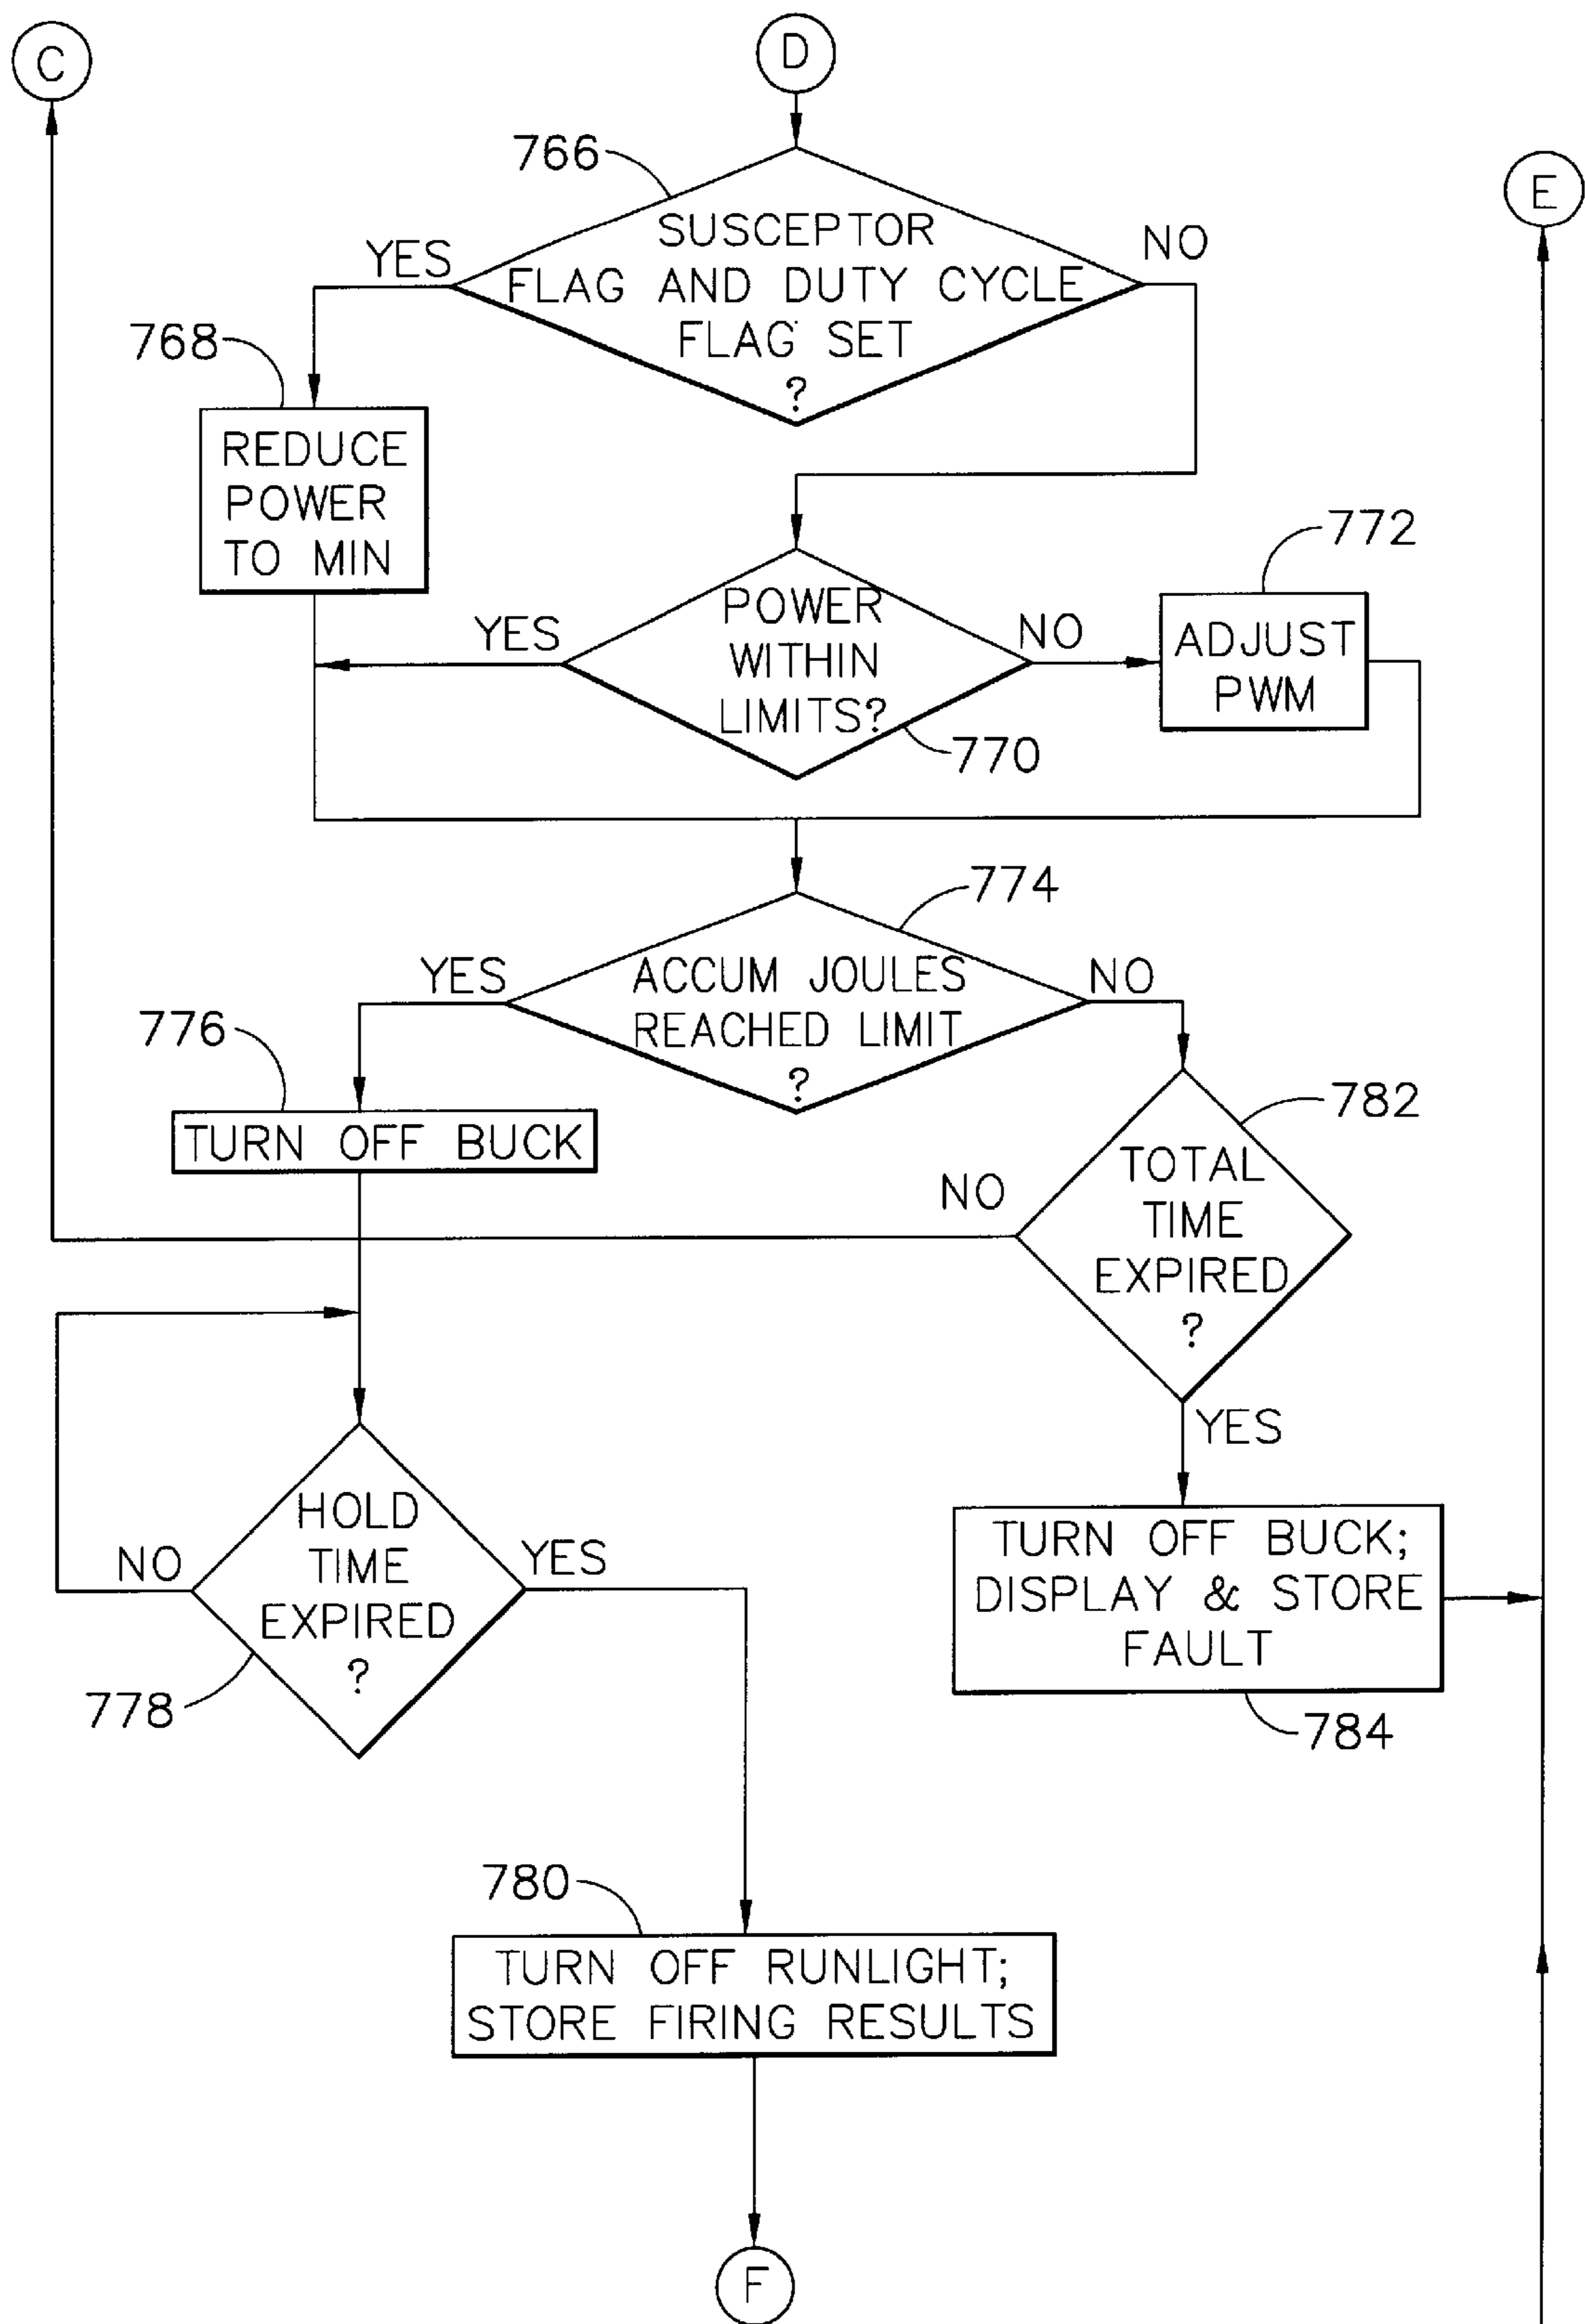 C
D
E
766
SUSCEPTOR
FLAG AND DUTY CYCLE
FLAG SET
?
YES
NO
768
REDUCE
POWER
TO MIN
772
POWER
WITHIN
LIMITS?
YES
NO
ADJUST
PWM
770
774
ACCUM JOULES
REACHED LIMIT
?
YES
NO
776
TURN OFF BUCK
782
TOTAL
TIME
EXPIRED
?
NO
YES
HOLD
TIME
EXPIRED
?
NO
YES
778
TURN OFF BUCK;
DISPLAY & STORE
FAULT
784
780
TURN OFF RUNLIGHT;
STORE FIRING RESULTS
F